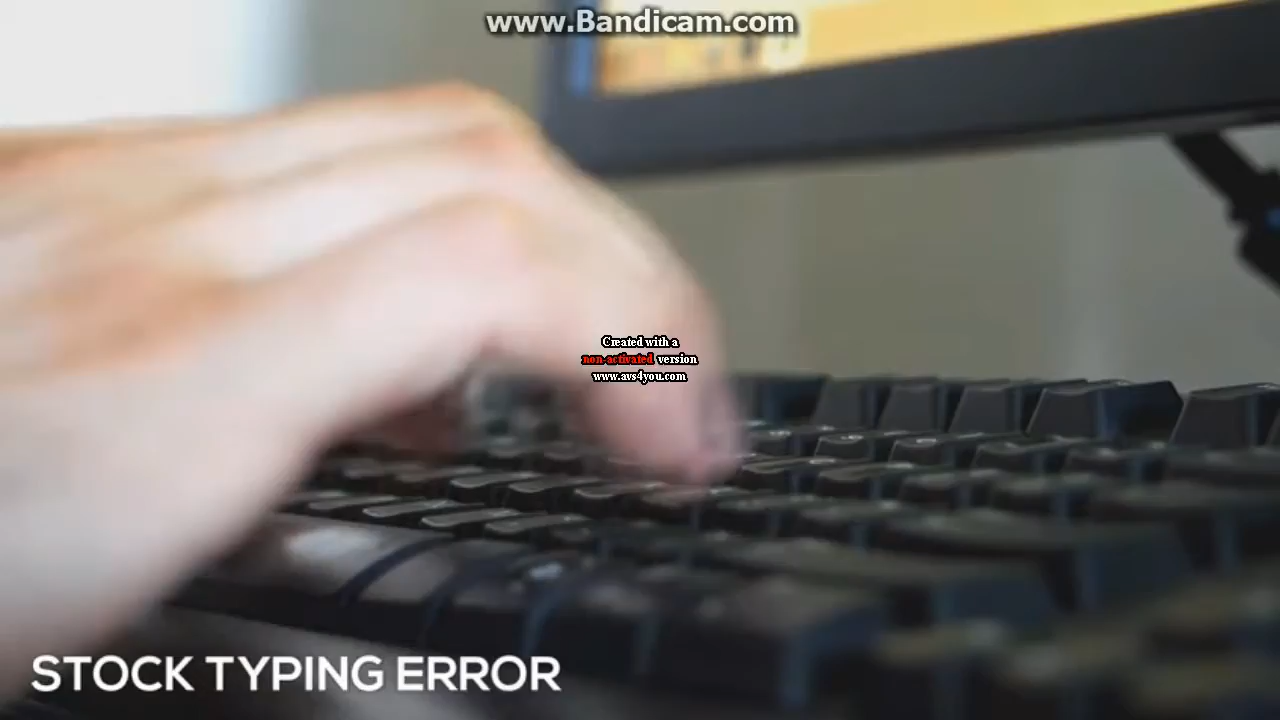 www.Bandicam.com
Created with a
non-activated version
www.avs4you.com
STOCK TYPING ERROR